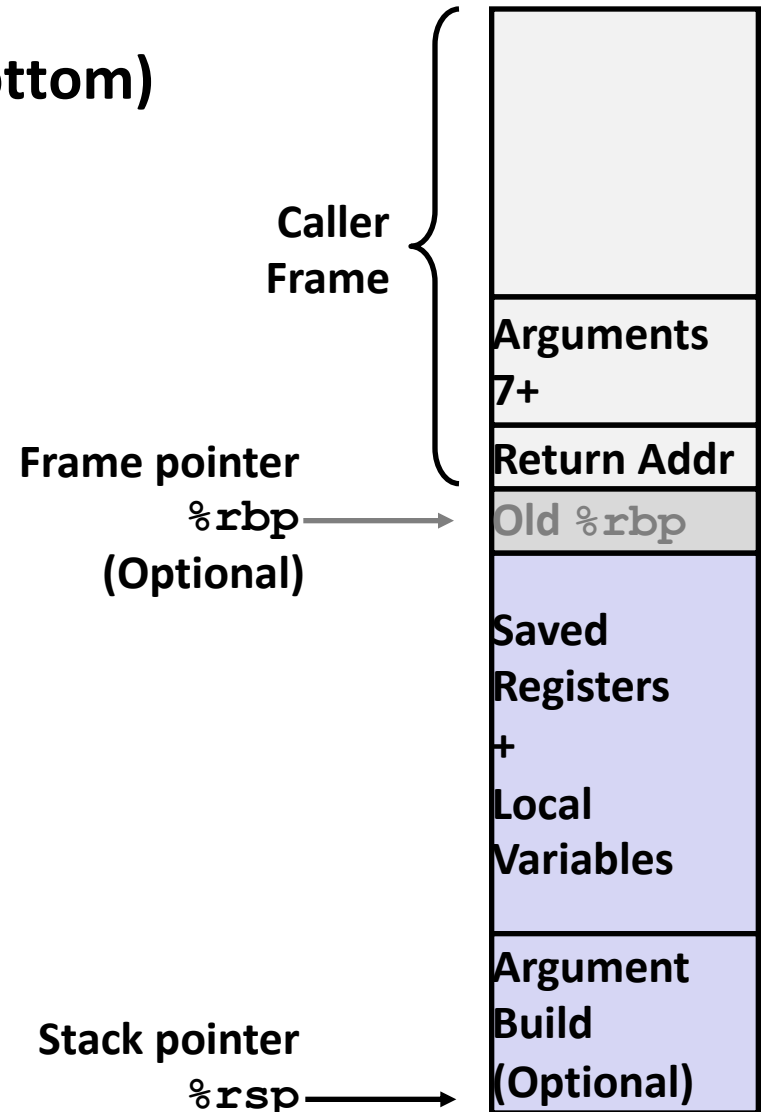 ottom)
Caller
Frame
Arguments
7+
Frame pointer
%rbp
(Optional)
Return Addr
Old %rbp
Saved
Registers
+
Local
Variables
Argument
Build
(Optional)
Stack pointer
%rsp